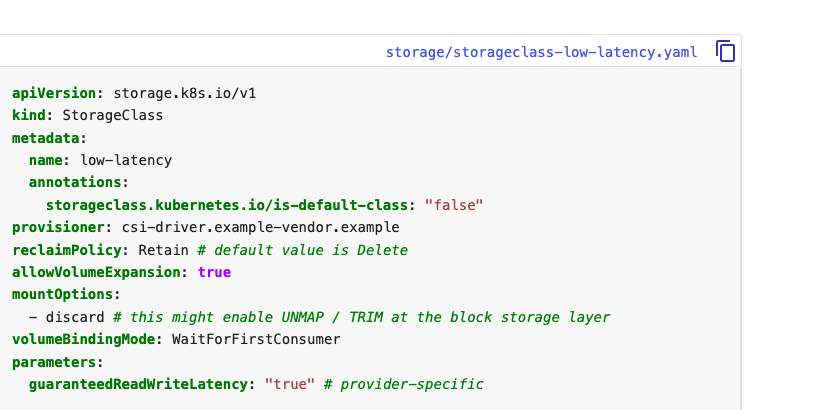 storage/storageclass-low-latency.yaml
apiVersion: storage.k8s.io/v1
kind: StorageClass
metadata:
  name: low-latency
  annotations:
    storageclass.kubernetes.io/is-default-class: "false"
provisioner: csi-driver.example-vendor.example
reclaimPolicy: Retain # default value is Delete
allowVolumeExpansion: true
mountOptions:
  - discard # this might enable UNMAP / TRIM at the block storage layer
volumeBindingMode: WaitForFirstConsumer
parameters:
  guaranteedReadWriteLatency: "true" # provider-specific